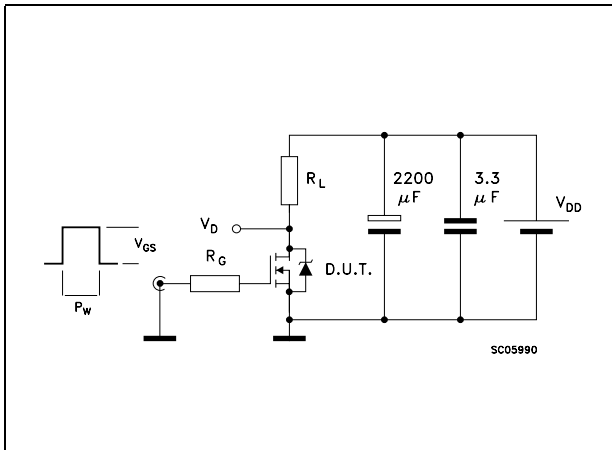 R_L
2200 µF
3.3 µF
V_DD
V_D
V_GS
R_G
D.U.T.
P_W
SC05990